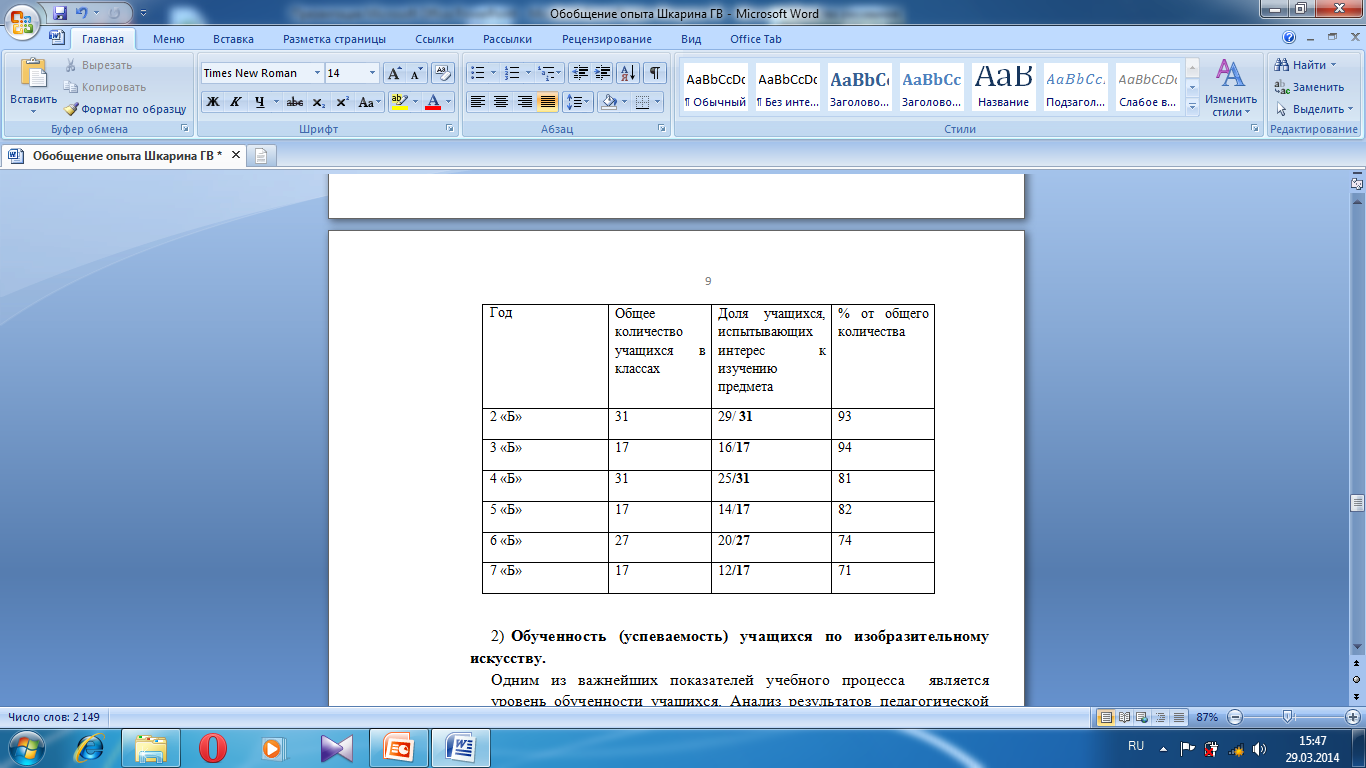 Обобщение опыта Шкарина ГВ - Microsoft Word
Главная Меню Вставка Разметка страницы Ссылки Рассылки Рецензирование Вид Office Tab
Вставить
Вырезать
Копировать
Формат по образцу
Буфер обмена
Times New Roman 14
Ж К Ч abc x₂ x² Aa
Шрифт
Абзац
AaBbCcDc AaBbCcDc AaBbCc AaBbCc AaB AaBbCc. AaBbCcDc
¶ Обычный ¶ Без инте... Заголово... Заголово... Название Подзагол... Слабое в...
Изменить стили
Стили
Найти
Заменить
Выделить
Редактирование
Обобщение опыта Шкарина ГВ *
9
Год
Общее
количество
учащихся в
классах
Доля учащихся,
испытывающих
интерес к
изучению
предмета
% от общего
количества
2 «Б» 31 29/ 31 93
3 «Б» 17 16/17 94
4 «Б» 31 25/31 81
5 «Б» 17 14/17 82
6 «Б» 27 20/27 74
7 «Б» 17 12/17 71
2) Обученность (успеваемость) учащихся по изобразительному
искусству.
Одним из важнейших показателей учебного процесса является
уровень обученности учащихся. Анализ результатов педагогической
Число слов: 2 149
87%
RU
15:47
29.03.2014